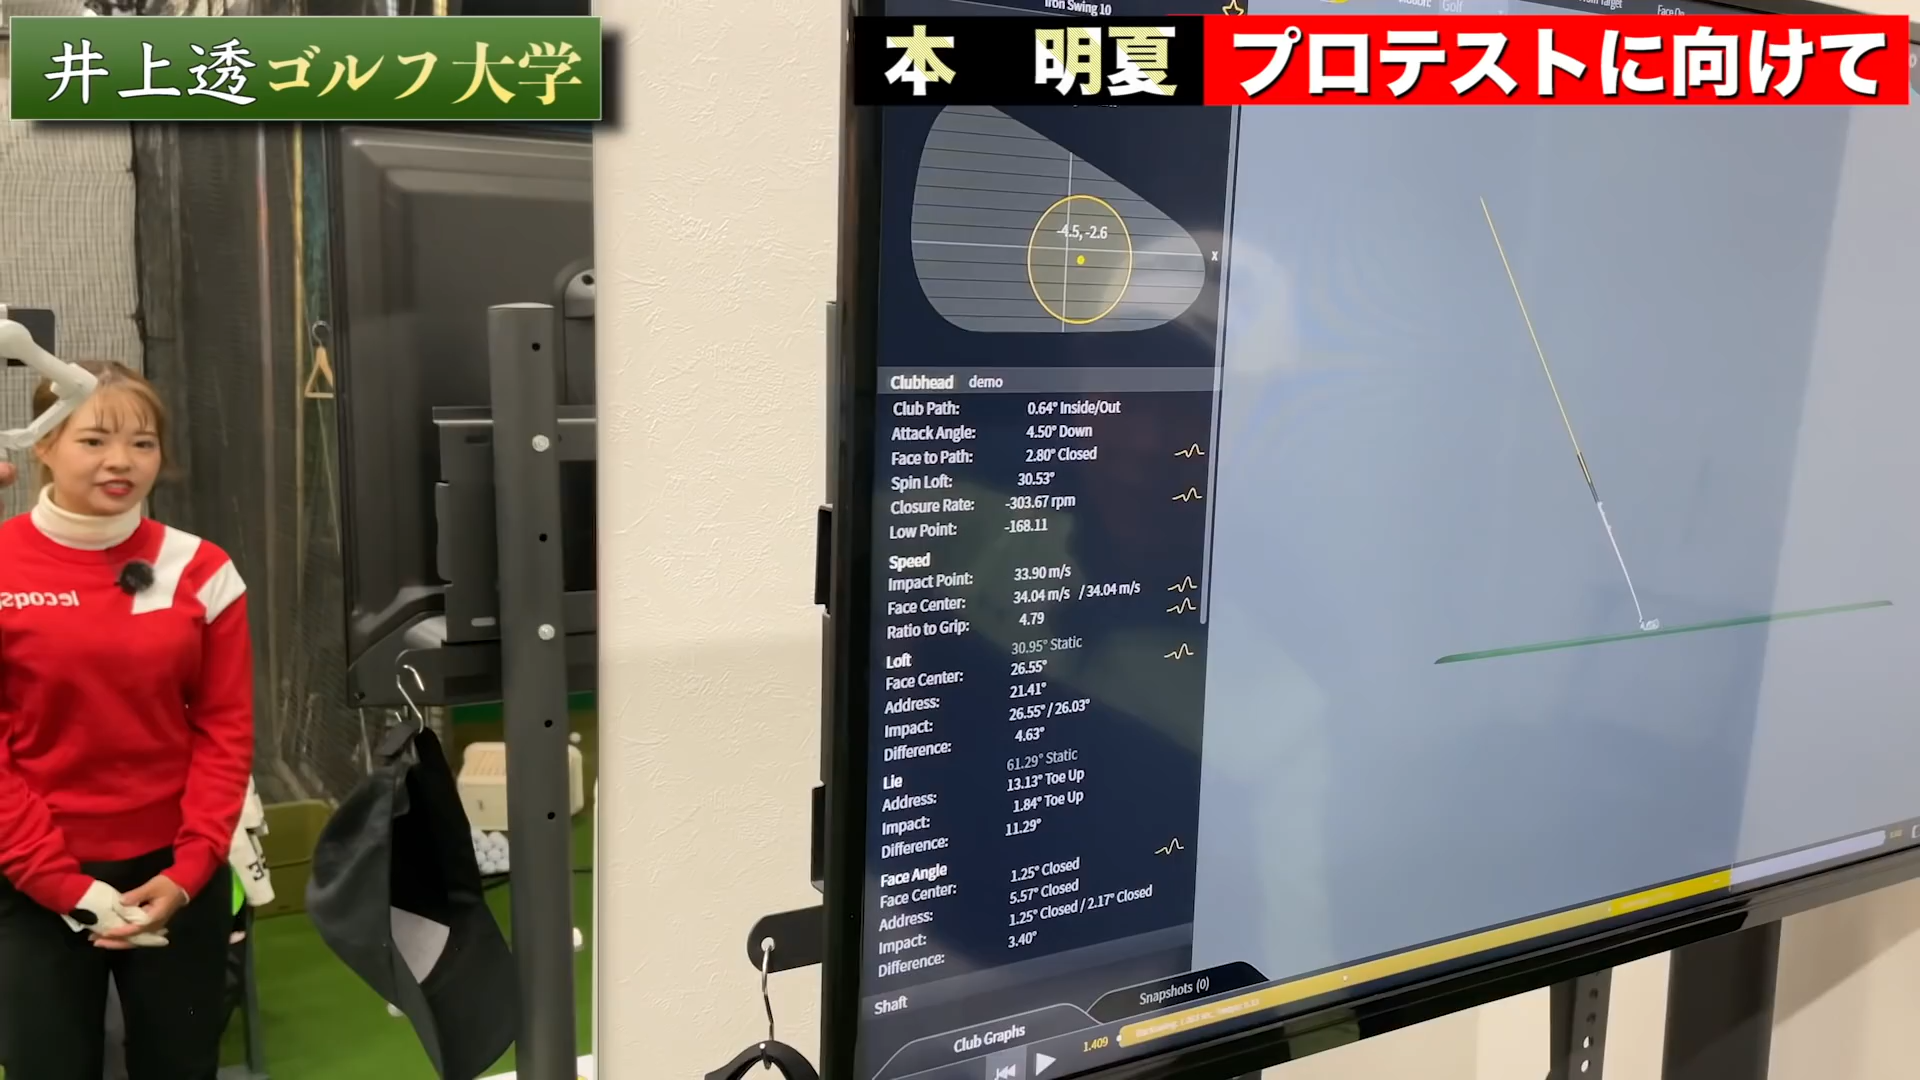 井上透ゴルフ大学
本 明夏 プロテストに向けて
Iron Swing 10
Golf
-4.5, -2.6
X
Clubhead demo
Club Path: 0.64° Inside/Out
Attack Angle: 4.50° Down
Face to Path: 2.80° Closed
Spin Loft: 30.53°
Closure Rate: -303.67 rpm
Low Point: -168.11
Speed
Impact Point: 33.90 m/s
Face Center: 34.04 m/s / 34.04 m/s
Ratio to Grip: 4.79
Loft 30.95° Static
Face Center: 26.55°
Address: 21.41°
Impact: 26.55° / 26.03°
Difference: 4.63°
Lie 61.29° Static
Address: 13.13° Toe Up
Impact: 1.84° Toe Up
Difference: 11.29°
Face Angle
Face Center: 1.25° Closed
Address: 5.57° Closed
Impact: 1.25° Closed / 2.17° Closed
Difference: 3.40°
Shaft
Snapshots (0)
Club Graphs
1.409
lecoqsp